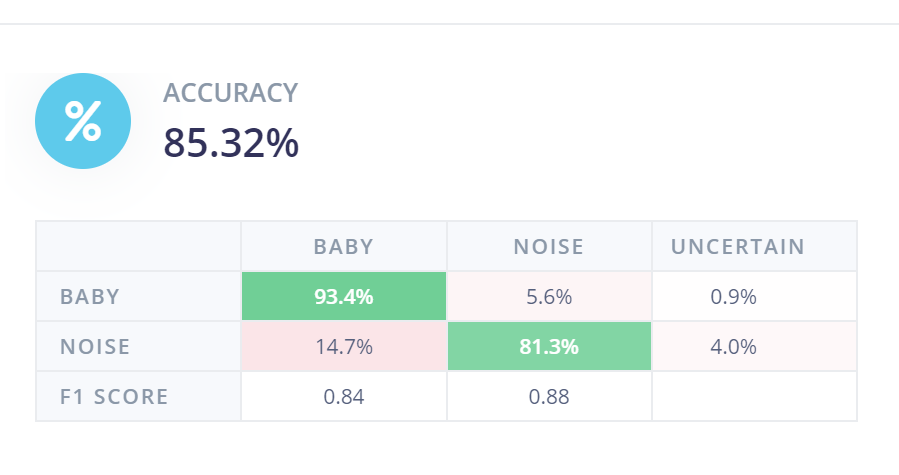 %
ACCURACY
85.32%
BABY NOISE UNCERTAIN
BABY 93.4% 5.6% 0.9%
NOISE 14.7% 81.3% 4.0%
F1 SCORE 0.84 0.88